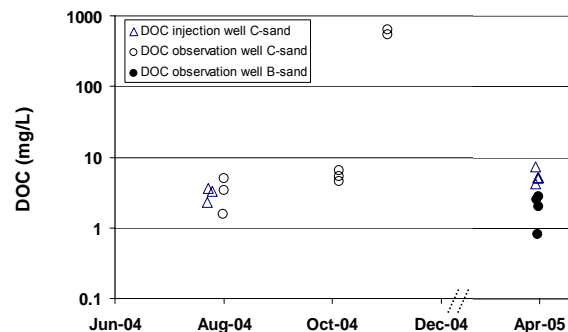 1000
100
10
1
0.1
DOC (mg/L)
DOC injection well C-sand
DOC observation well C-sand
DOC observation well B-sand
Jun-04 Aug-04 Oct-04 Dec-04 Apr-05